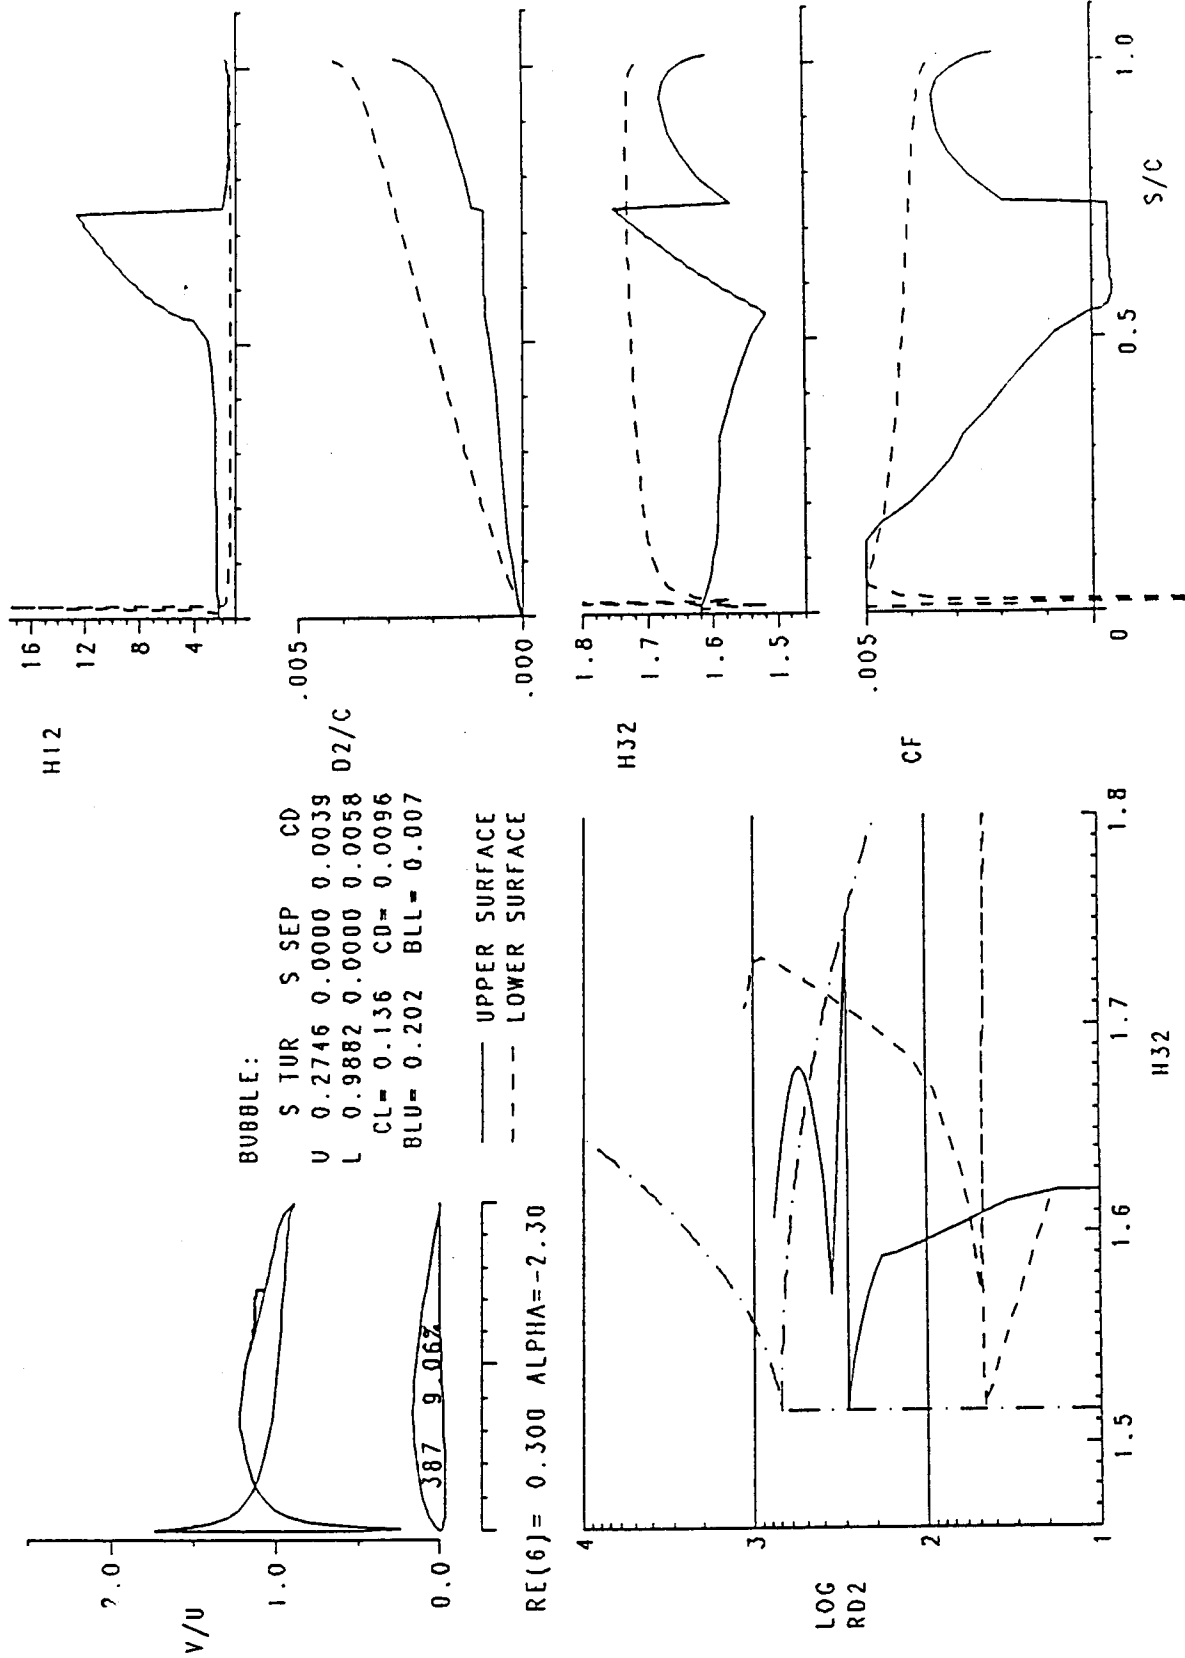 2.0
1.0
0.0
V/U
387 9.06%
RE(6)= 0.300 ALPHA=-2.30
BUBBLE:
S TUR S SEP CD
U 0.2746 0.0000 0.0039
L 0.9882 0.0000 0.0058
CL= 0.136 CD= 0.0096
BLU= 0.202 BLL= 0.007
UPPER SURFACE
LOWER SURFACE
4
3
2
1
LOG
RD2
1.5
1.6
1.7
1.8
H32
H12
16
12
8
4
D2/C
.005
.000
H32
1.8
1.7
1.6
1.5
CF
.005
0
0.5
1.0
S/C